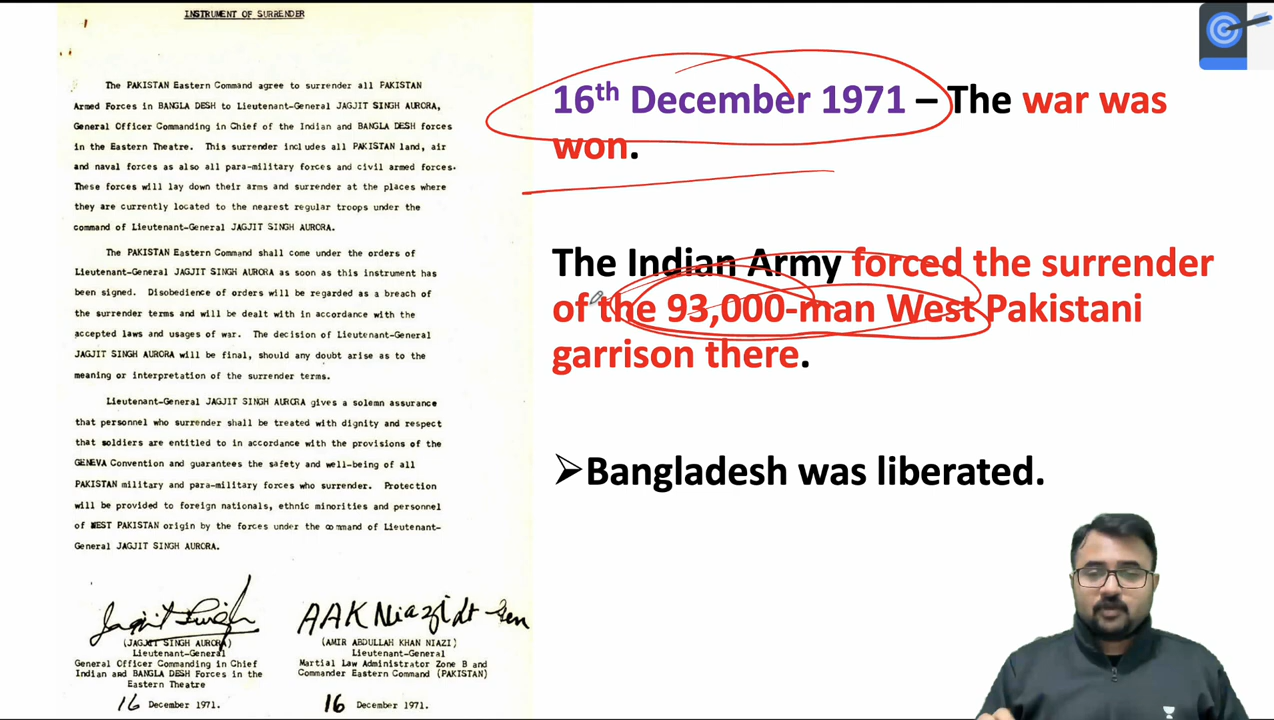 INSTRUMENT OF SURRENDER
The PAKISTAN Eastern Command agree to surrender all PAKISTAN
Armed Forces in BANGLA DESH to Lieutenant-General JAGJIT SINGH AURORA,
General Officer Commanding in Chief of the Indian and BANGLA DESH forces
in the Eastern Theatre. This surrender includes all PAKISTAN land, air
and naval forces as also all para-military forces and civil armed forces.
These forces will lay down their arms and surrender at the places where
they are currently located to the nearest regular troops under the
command of Lieutenant-General JAGJIT SINGH AURORA.
The PAKISTAN Eastern Command shall come under the orders of
Lieutenant-General JAGJIT SINGH AURORA as soon as this instrument has
been signed. Disobedience of orders will be regarded as a breach of
the surrender terms and will be dealt with in accordance with the
accepted laws and usages of war. The decision of Lieutenant-General
JAGJIT SINGH AURORA will be final, should any doubt arise as to the
meaning or interpretation of the surrender terms.
Lieutenant-General JAGJIT SINGH AURORA gives a solemn assurance
that personnel who surrender shall be treated with dignity and respect
that soldiers are entitled to in accordance with the provisions of the
GENEVA Convention and guarantees the safety and well-being of all
PAKISTAN military and para-military forces who surrender. Protection
will be provided to foreign nationals, ethnic minorities and personnel
of WEST PAKISTAN origin by the forces under the command of Lieutenant-
General JAGJIT SINGH AURORA.
Jagjit Singh
(JAGJIT SINGH AURORA)
Lieutenant-General
General Officer Commanding in Chief
Indian and BANGLA DESH Forces in the
Eastern Theatre
16 December 1971.
AAK Niazi Lt Gen
(AMIR ABDULLAH KHAN NIAZI)
Lieutenant-General
Martial Law Administrator Zone B and
Commander Eastern Command (PAKISTAN)
16 December 1971.
16th December 1971 – The war was
won.
The Indian Army forced the surrender
of the 93,000-man West Pakistani
garrison there.
➢Bangladesh was liberated.